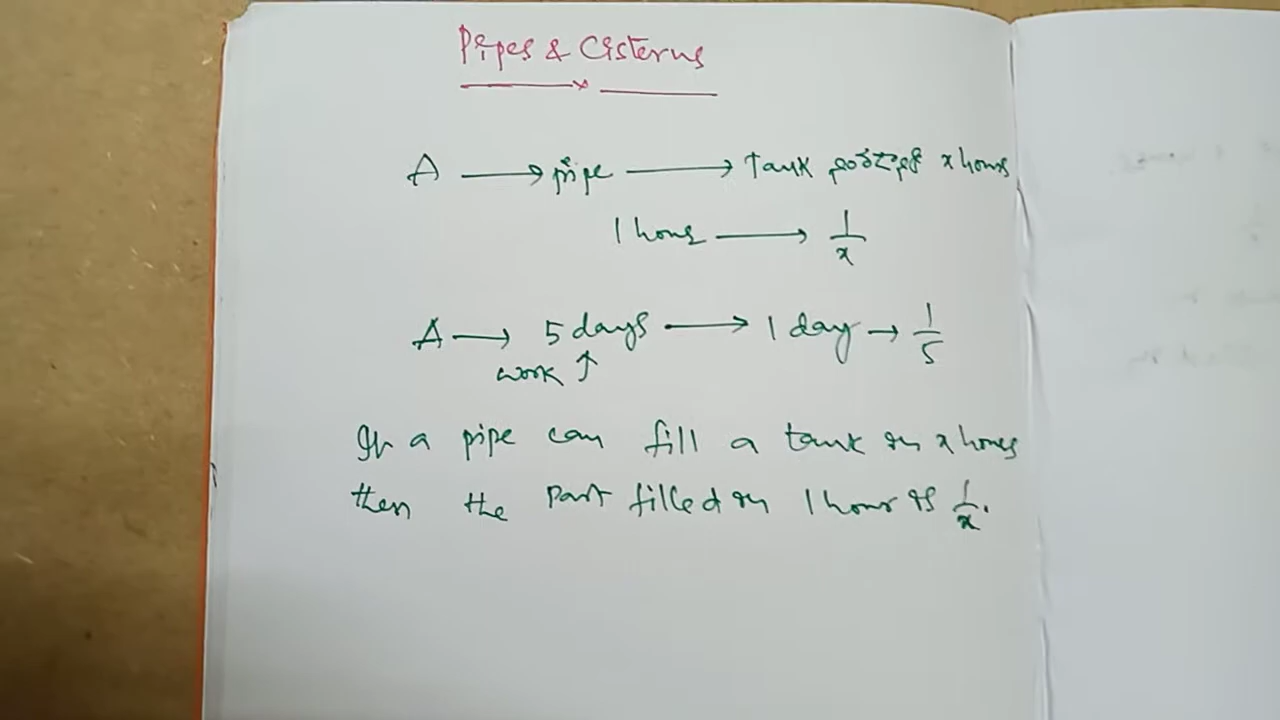 Pipes & Cisterns
A → pipe → tank x hours
1 hour → 1/x
A → 5 days → 1 day → 1/5
work ↑
If a pipe can fill a tank in x hours
then the part filled in 1 hour is 1/x.